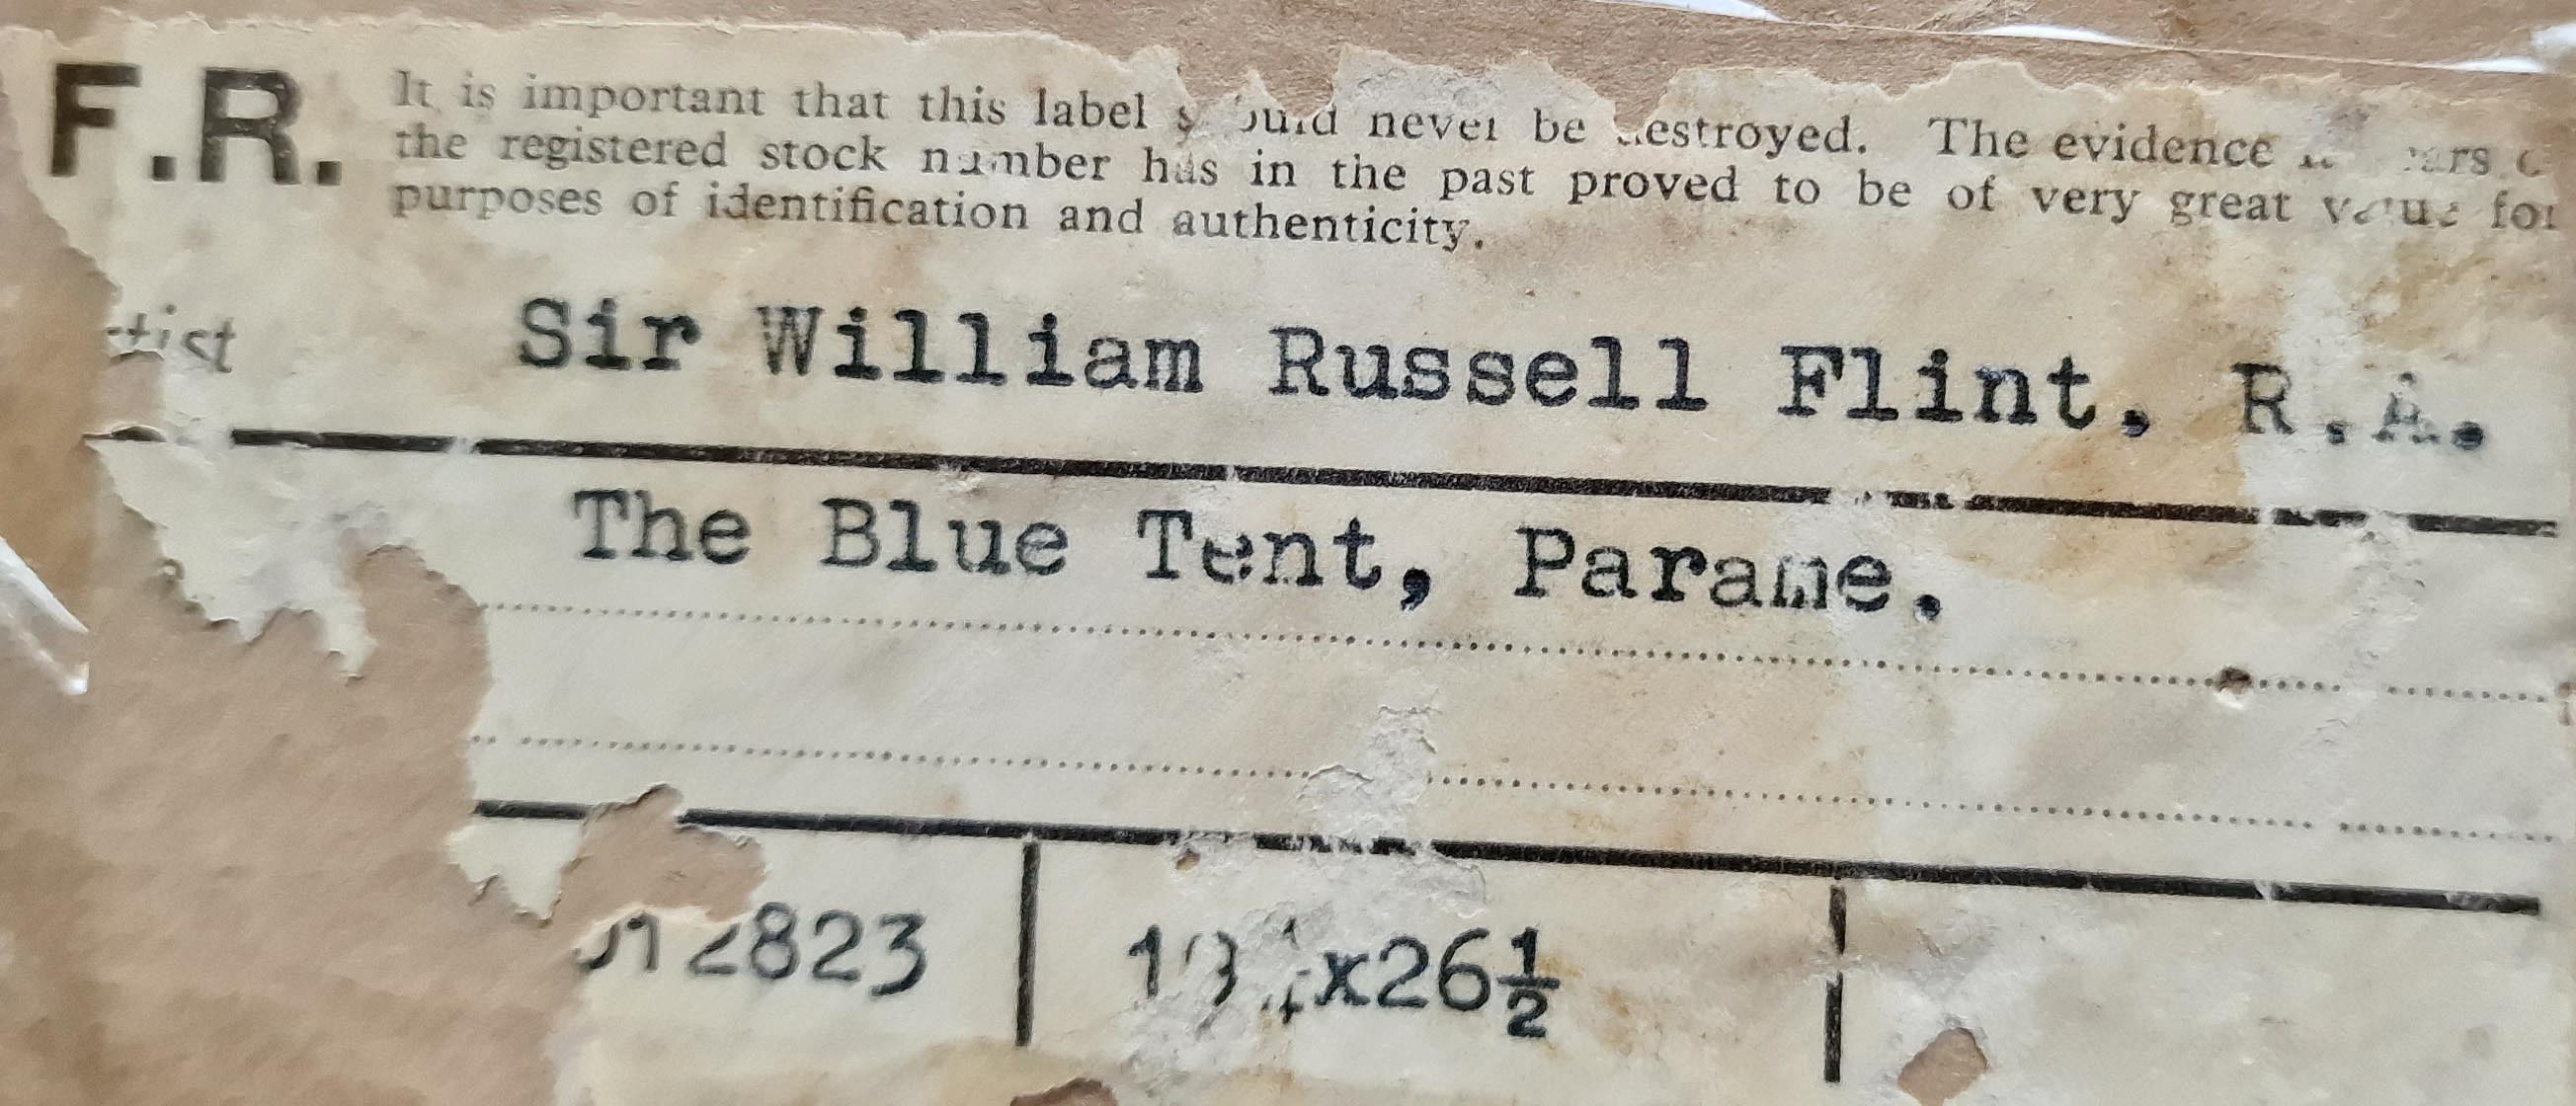 F.R.
It is important that this label should never be destroyed. The evidence
the registered stock number has in the past proved to be of very great value for
purposes of identification and authenticity.
Sir William Russell Flint, R.A.
The Blue Tent, Parame.
2823
x26½